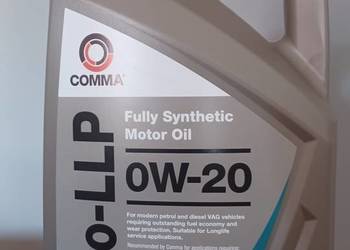 COMMA
o-LLP
Fully Synthetic
Motor Oil
0W-20
For modern petrol and diesel VAG vehicles
requiring outstanding fuel economy and
wear protection. Suitable for Longlife
service applications.
Recommended by Comma for applications requiring: